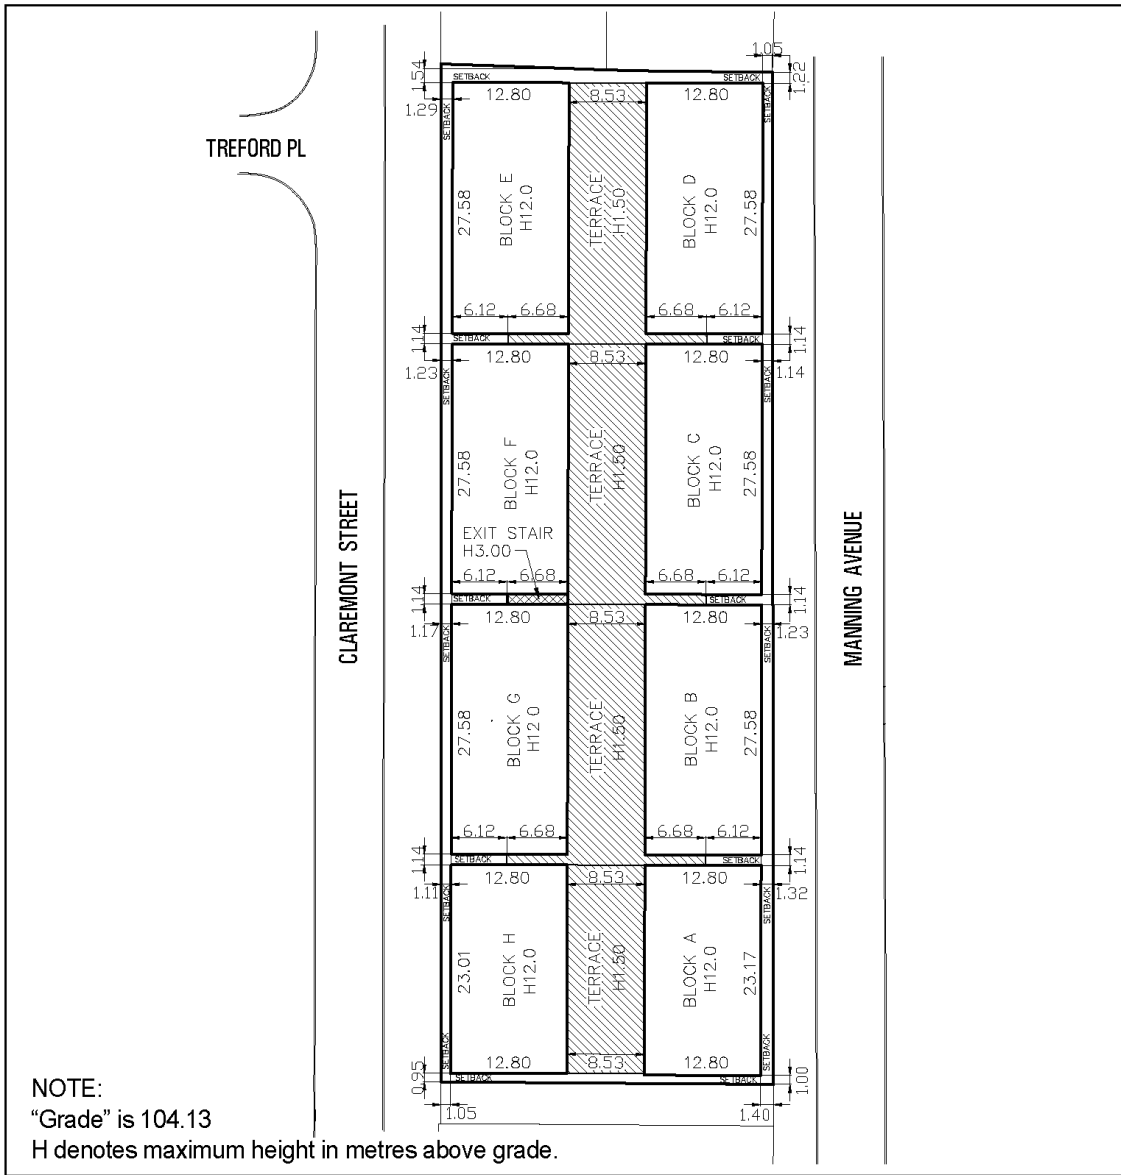 1.05
1.54
SETBACK
SETBACK
1.22
12.80
8.53
12.80
1.29
SETBACK
SETBACK
TREFORD PL
27.58
BLOCK E
H12.0
TERRACE
H1.50
BLOCK D
H12.0
27.58
6.12
6.68
6.68
6.12
1.14
SETBACK
SETBACK
1.14
12.80
8.53
12.80
1.23
1.14
SETBACK
SETBACK
27.58
BLOCK F
H12.0
TERRACE
H1.50
BLOCK C
H12.0
27.58
CLAREMONT STREET
MANNING AVENUE
EXIT STAIR
H3.00
6.12
6.68
6.68
6.12
1.14
SETBACK
SETBACK
1.14
12.80
8.53
12.80
1.17
1.23
SETBACK
SETBACK
27.58
BLOCK G
H12 0
TERRACE
H1.50
BLOCK B
H12.0
27.58
6.12
6.68
6.68
6.12
1.14
SETBACK
SETBACK
1.14
12.80
8.53
12.80
1.11
1.32
SETBACK
SETBACK
23.01
BLOCK H
H12.0
TERRACE
H1.50
BLOCK A
H12.0
23.17
SETBACK
SETBACK
12.80
8.53
12.80
0.95
SETBACK
SETBACK
1.00
1.05
1.40
NOTE:
"Grade" is 104.13
H denotes maximum height in metres above grade.